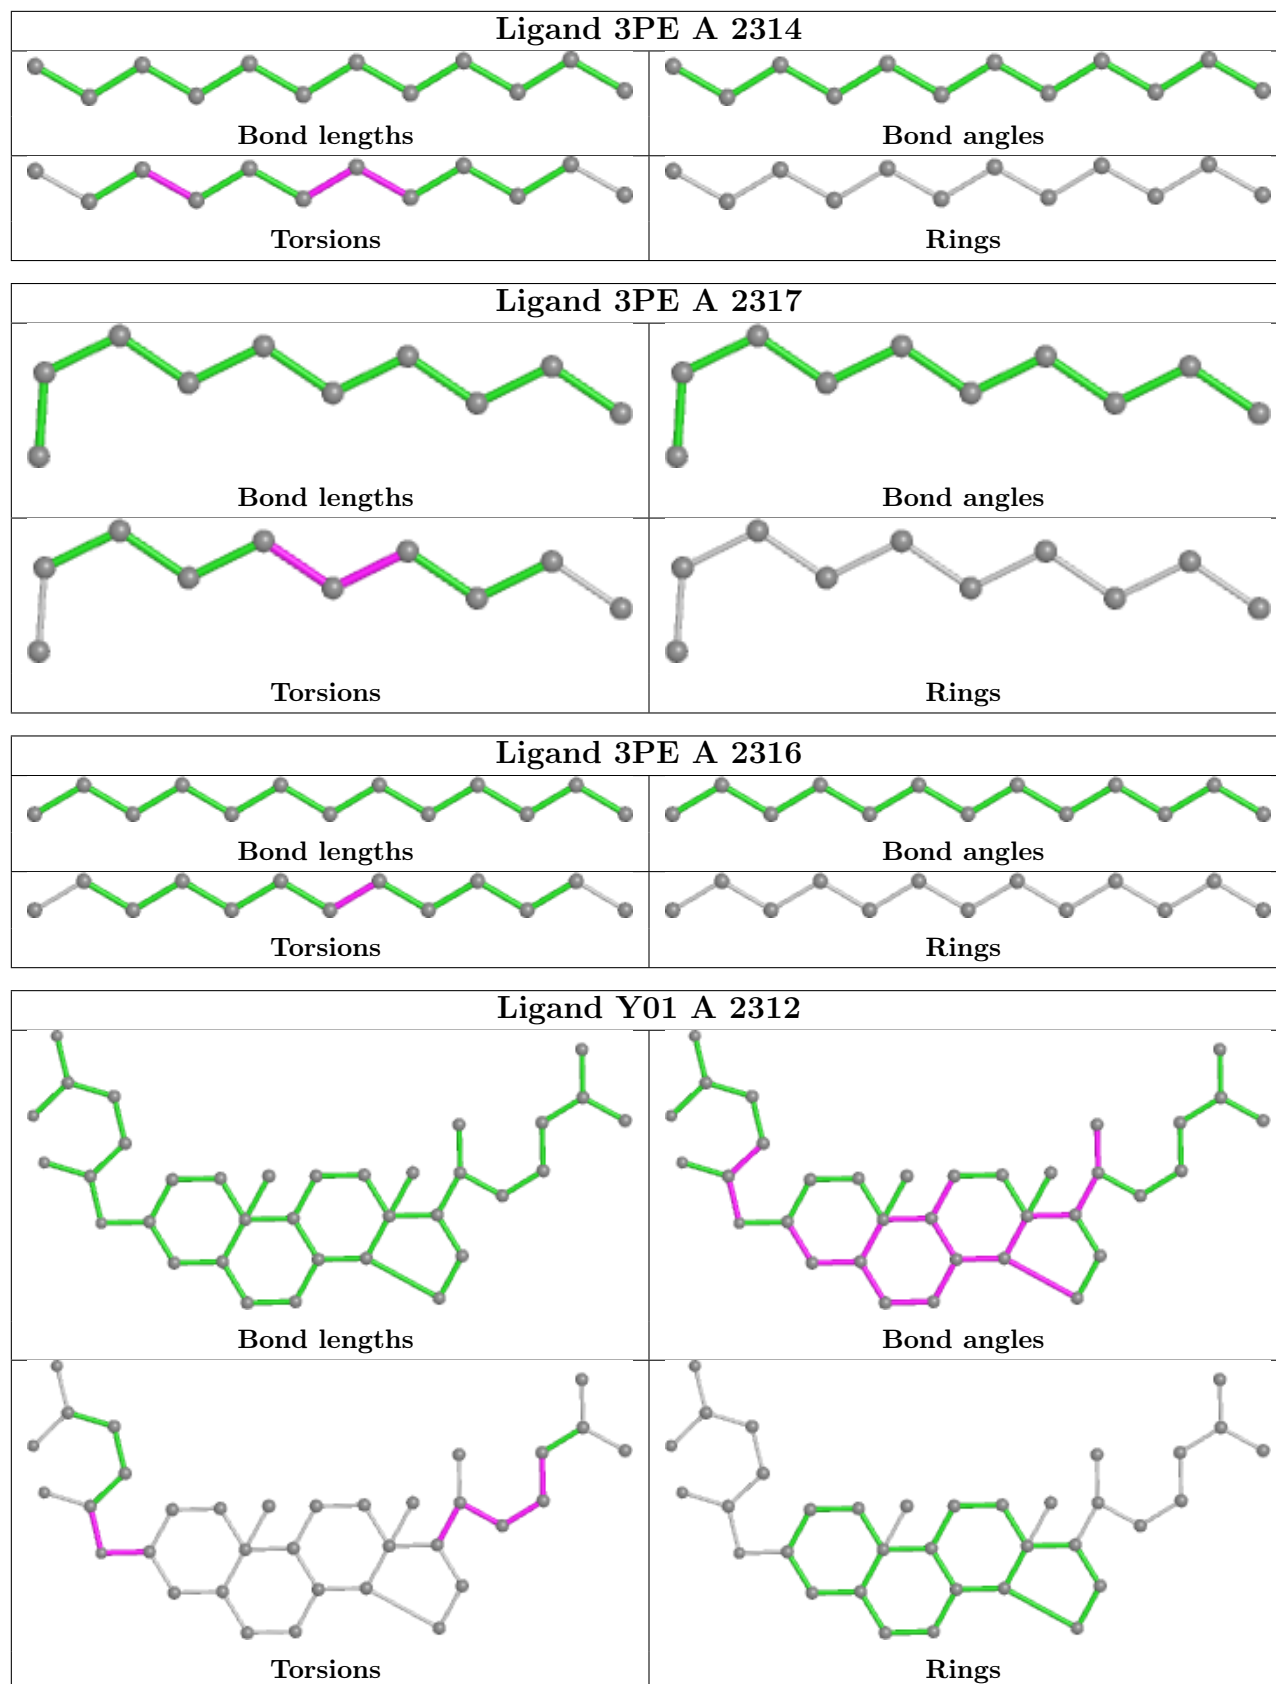 Ligand 3PE A 2314
Bond lengths
Bond angles
Torsions
Rings
Ligand 3PE A 2317
Bond lengths
Bond angles
Torsions
Rings
Ligand 3PE A 2316
Bond lengths
Bond angles
Torsions
Rings
Ligand Y01 A 2312
Bond lengths
Bond angles
Torsions
Rings